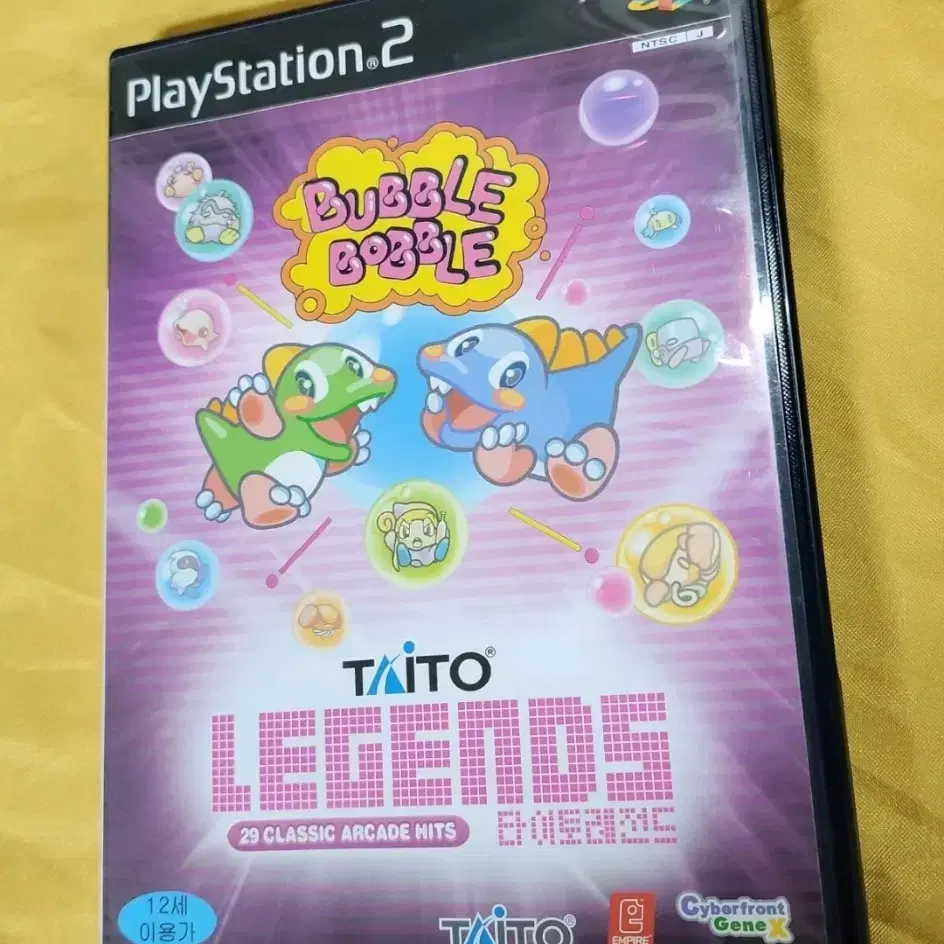 PlayStation®2
NTSC J
BUBBLE
BOBBLE
TAITO®
LEGENDS
29 CLASSIC ARCADE HITS
타이토레전드
12세
이용가
TAITO®
EMPIRE
Cyberfront
GeneX